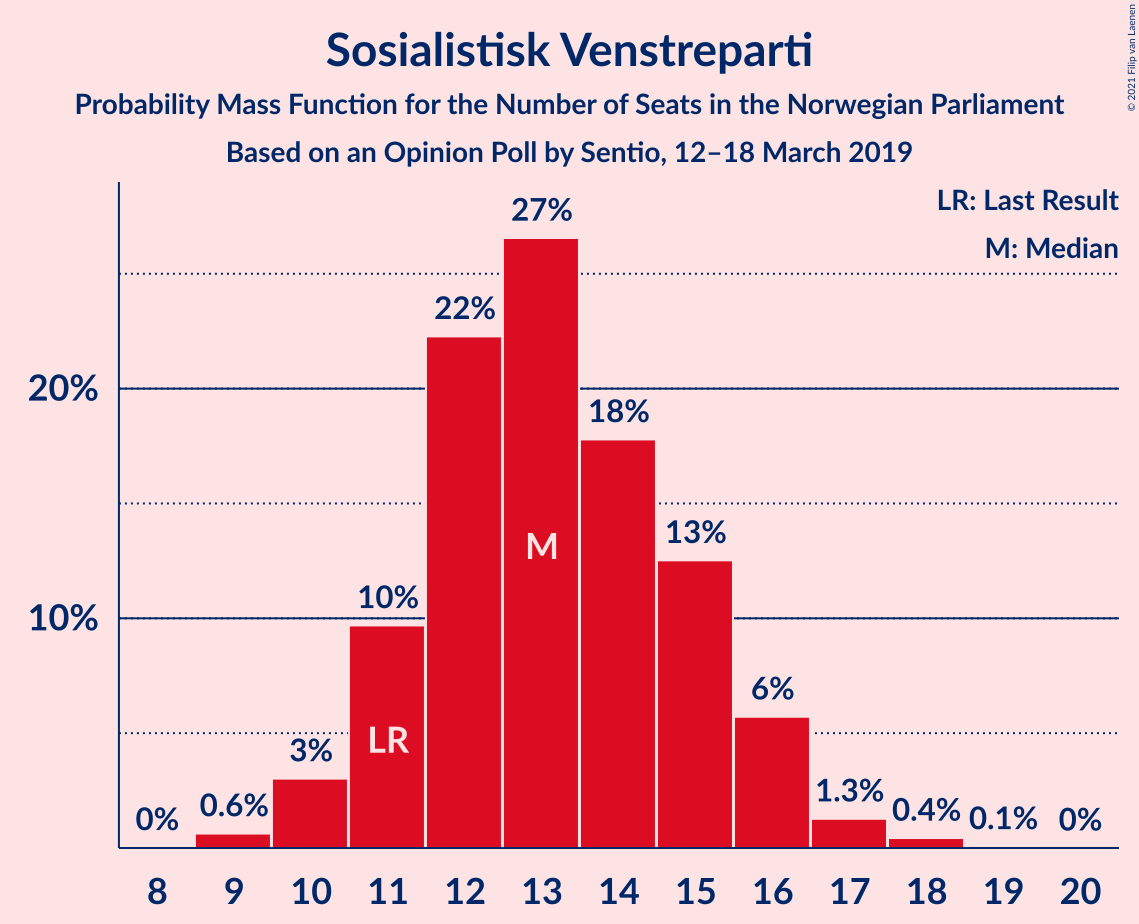 © 2021 Filip van Laenen
Sosialistisk Venstreparti
Probability Mass Function for the Number of Seats in the Norwegian Parliament
Based on an Opinion Poll by Sentio, 12–18 March 2019
LR: Last Result
M: Median
27%
22%
20%
18%
13%
M
10%
10%
6%
LR
3%
1.3%
0.6%
0.4%
0.1%
0%
0%
8 9 10 11 12 13 14 15 16 17 18 19 20